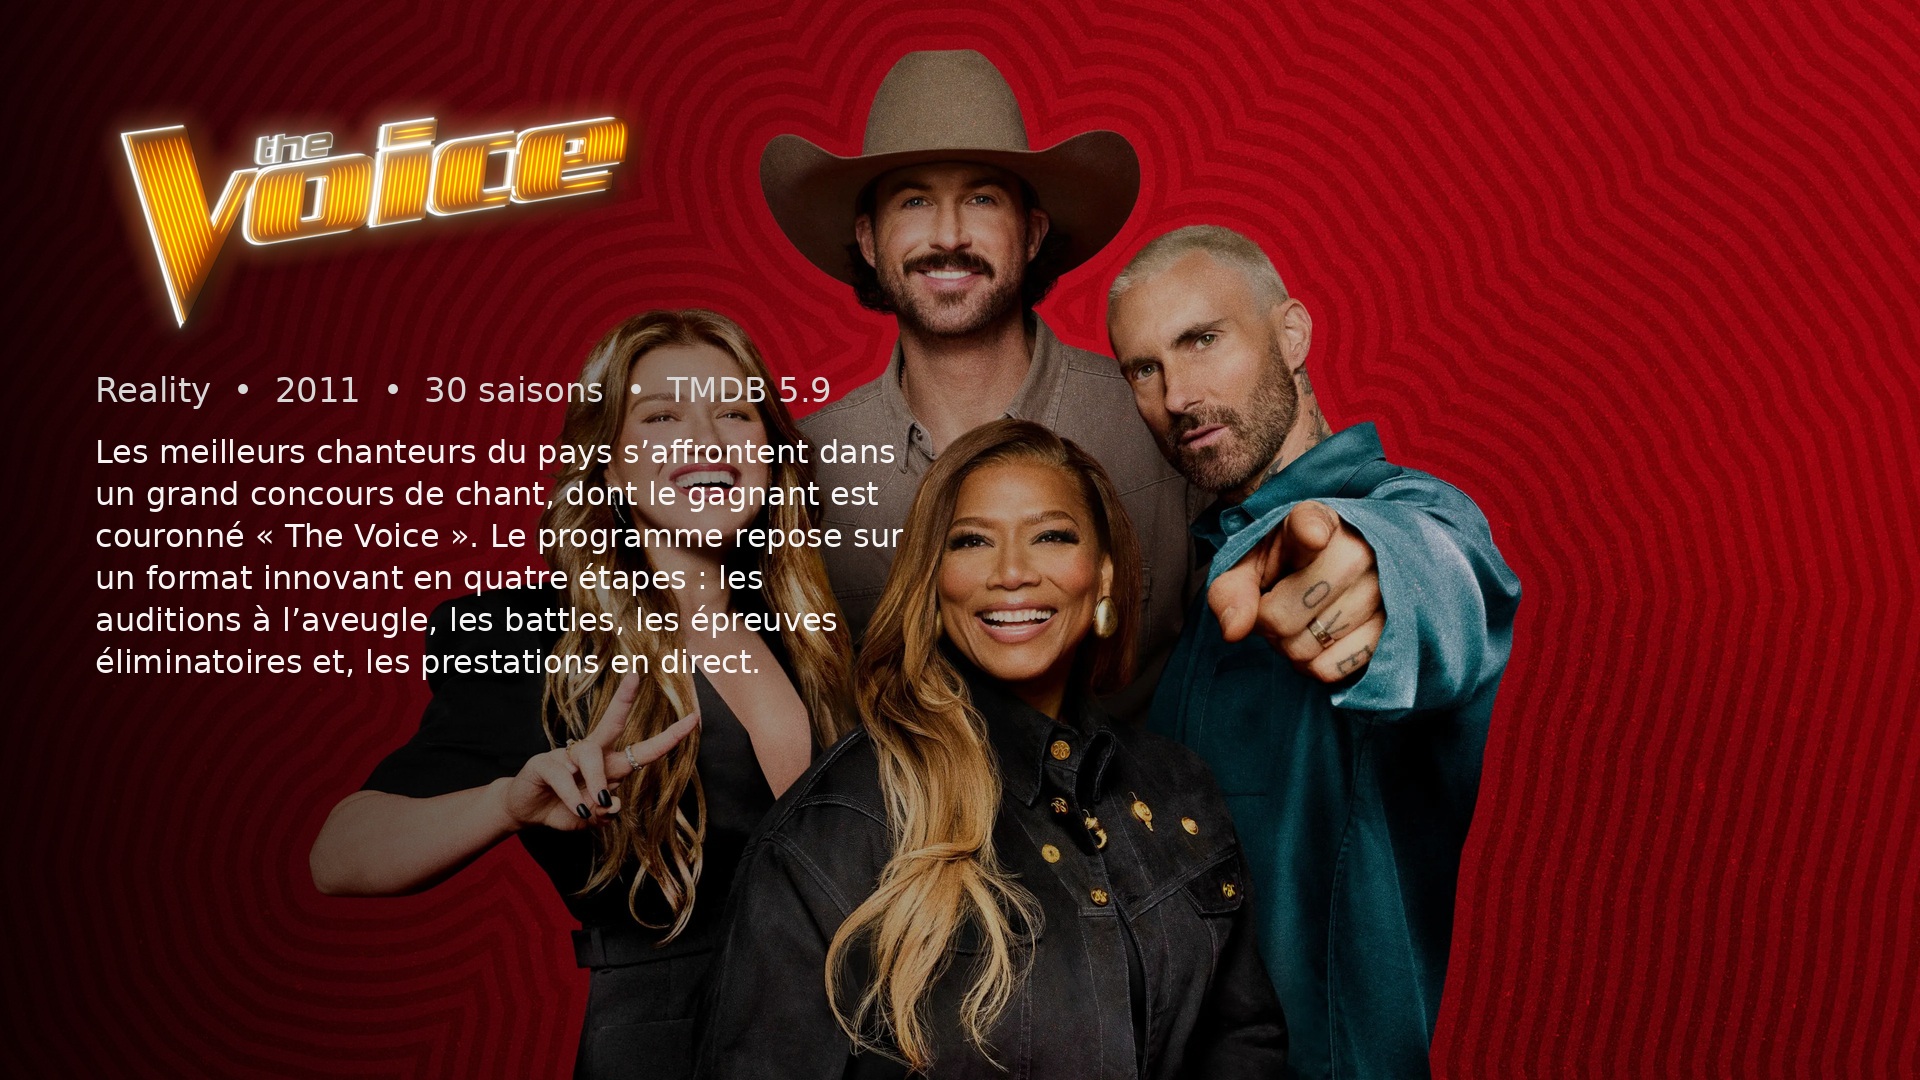 the
Voice
Reality • 2011 • 30 saisons • TMDB 5.9
Les meilleurs chanteurs du pays s’affrontent dans
un grand concours de chant, dont le gagnant est
couronné « The Voice ». Le programme repose sur
un format innovant en quatre étapes : les
auditions à l’aveugle, les battles, les épreuves
éliminatoires et, les prestations en direct.
OVE